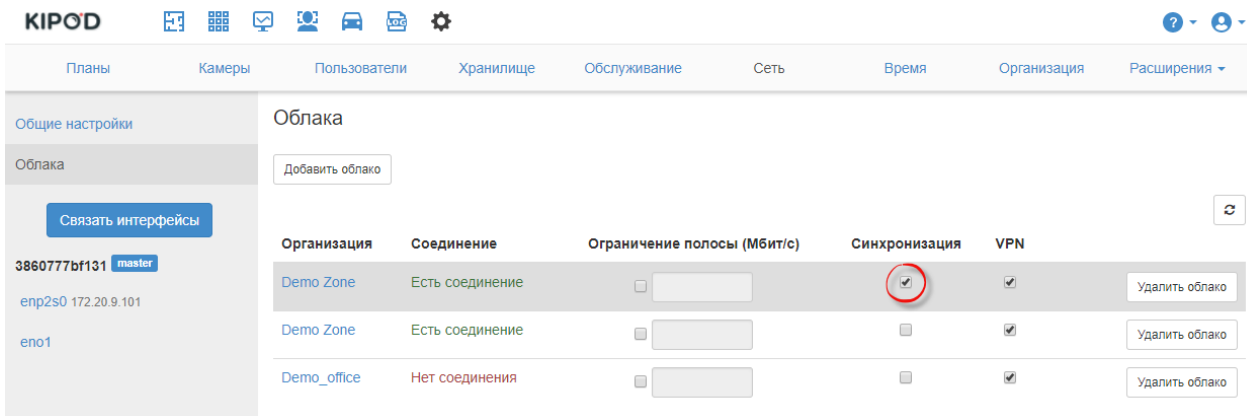 KIPOD LOG ?
Планы Камеры Пользователи Хранилище Обслуживание Сеть Время Организация Расширения
Общие настройки
Облака
Связать интерфейсы
3860777bf131 master
enp2s0 172.20.9.101
eno1
Облака
Добавить облако
Организация Соединение Ограничение полосы (Мбит/с) Синхронизация VPN
Demo Zone Есть соединение Удалить облако
Demo Zone Есть соединение Удалить облако
Demo_office Нет соединения Удалить облако